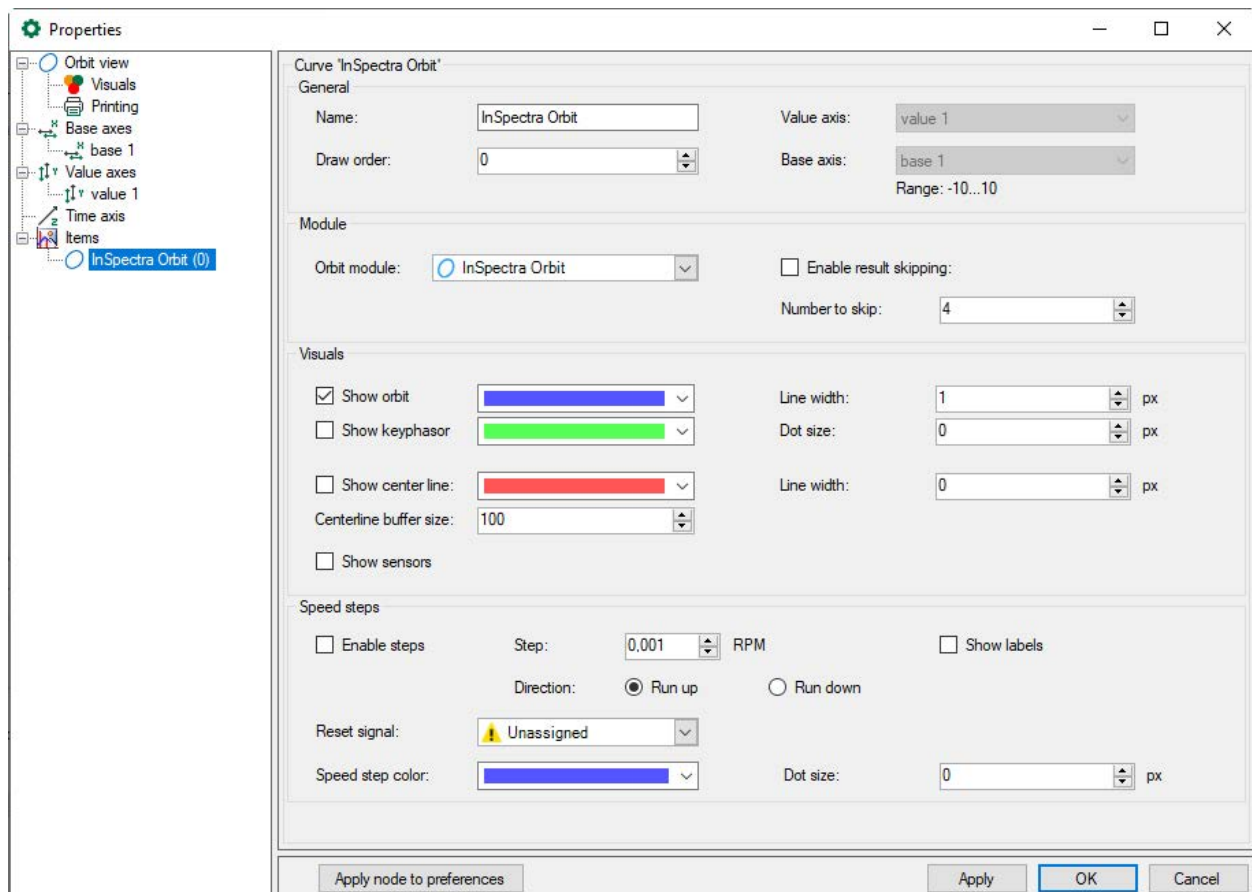 Properties
Orbit view
Visuals
Printing
Base axes
base 1
Value axes
value 1
Time axis
Items
InSpectra Orbit (0)
Curve 'InSpectra Orbit'
General
Name: InSpectra Orbit Value axis: value 1
Draw order: 0 Base axis: base 1
Range: -10...10
Module
Orbit module: InSpectra Orbit Enable result skipping:
Number to skip: 4
Visuals
Show orbit Line width: 1 px
Show keyphasor Dot size: 0 px
Show center line: Line width: 0 px
Centerline buffer size: 100
Show sensors
Speed steps
Enable steps Step: 0,001 RPM Show labels
Direction: Run up Run down
Reset signal: Unassigned
Speed step color: Dot size: 0 px
Apply node to preferences Apply OK Cancel